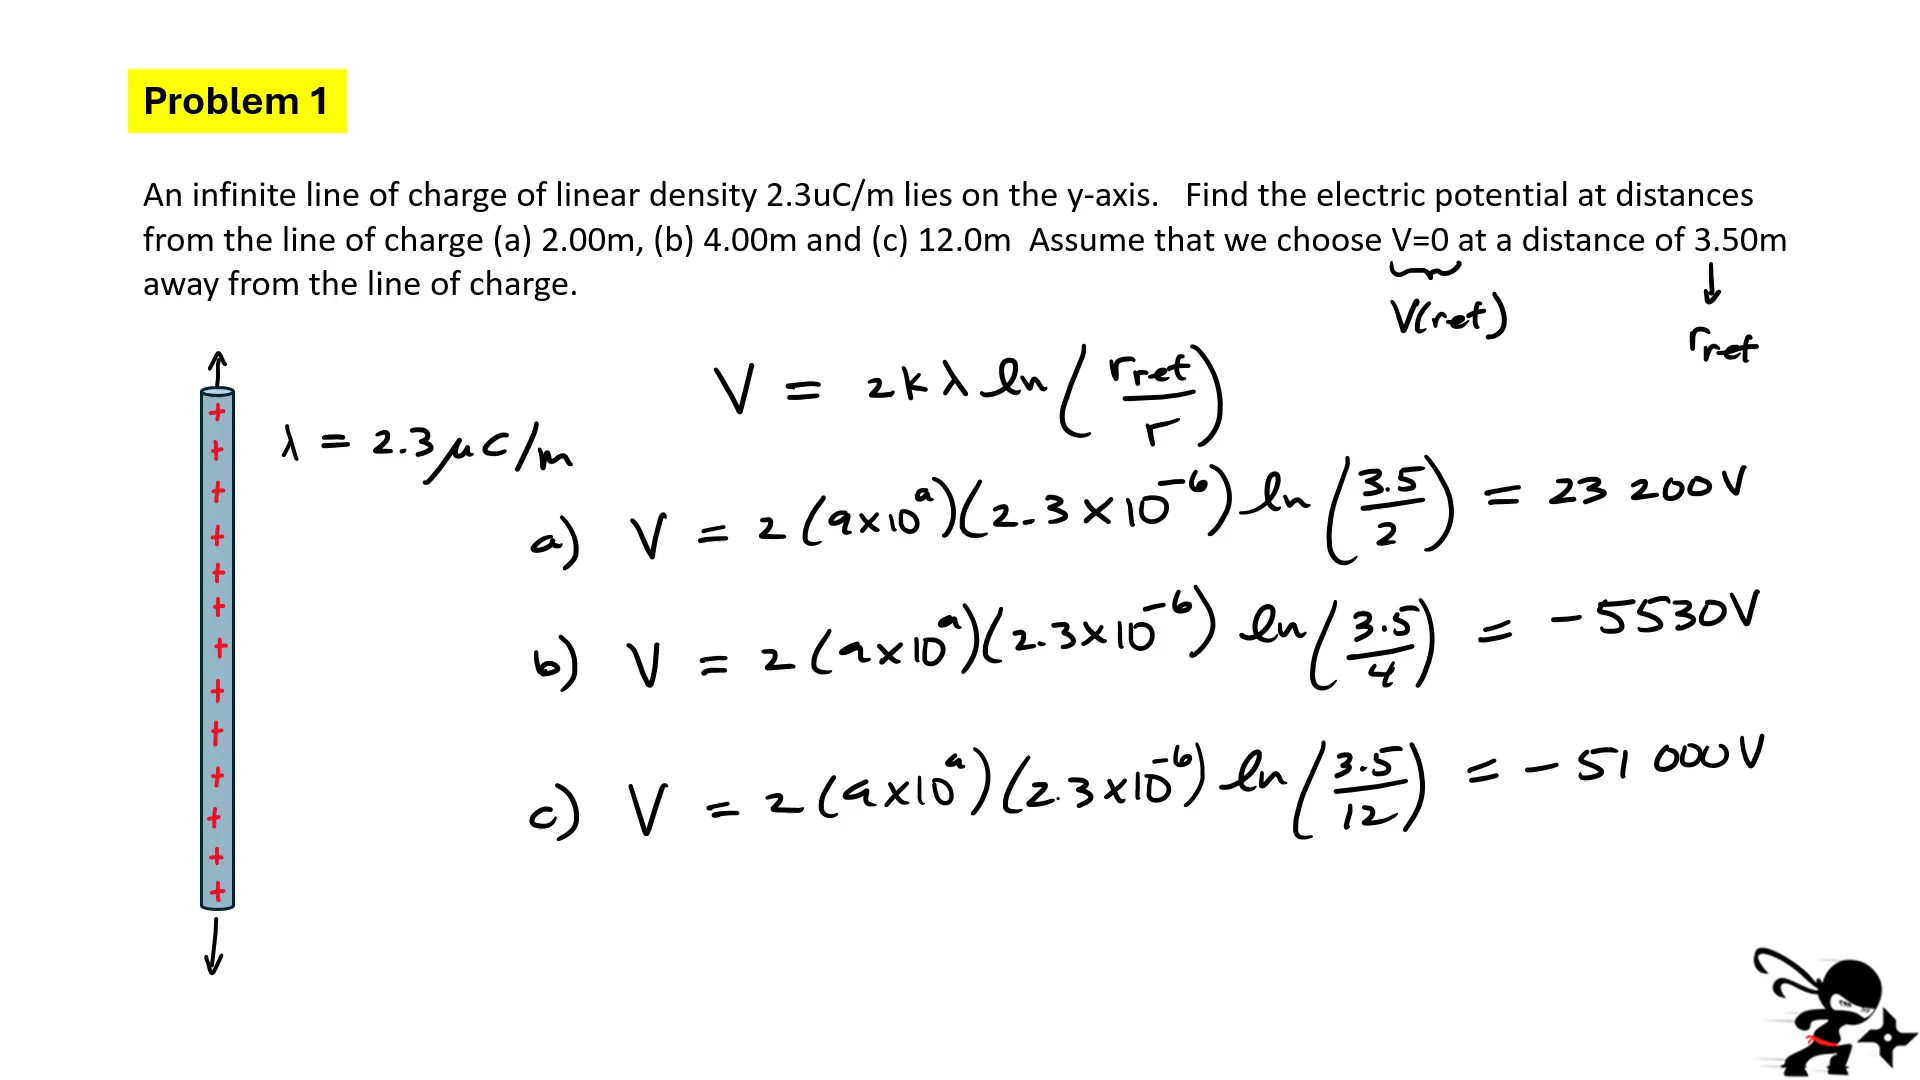 Problem 1
An infinite line of charge of linear density 2.3uC/m lies on the y-axis. Find the electric potential at distances
from the line of charge (a) 2.00m, (b) 4.00m and (c) 12.0m Assume that we choose V=0 at a distance of 3.50m
away from the line of charge.
V(ref)
r_ref
V = 2kλ ln(r_ref/r)
λ = 2.3μC/m
a) V = 2(9×10^9)(2.3×10^-6) ln(3.5/2) = 23 200V
b) V = 2(9×10^9)(2.3×10^-6) ln(3.5/4) = -5530V
c) V = 2(9×10^9)(2.3×10^-6) ln(3.5/12) = -51 000V